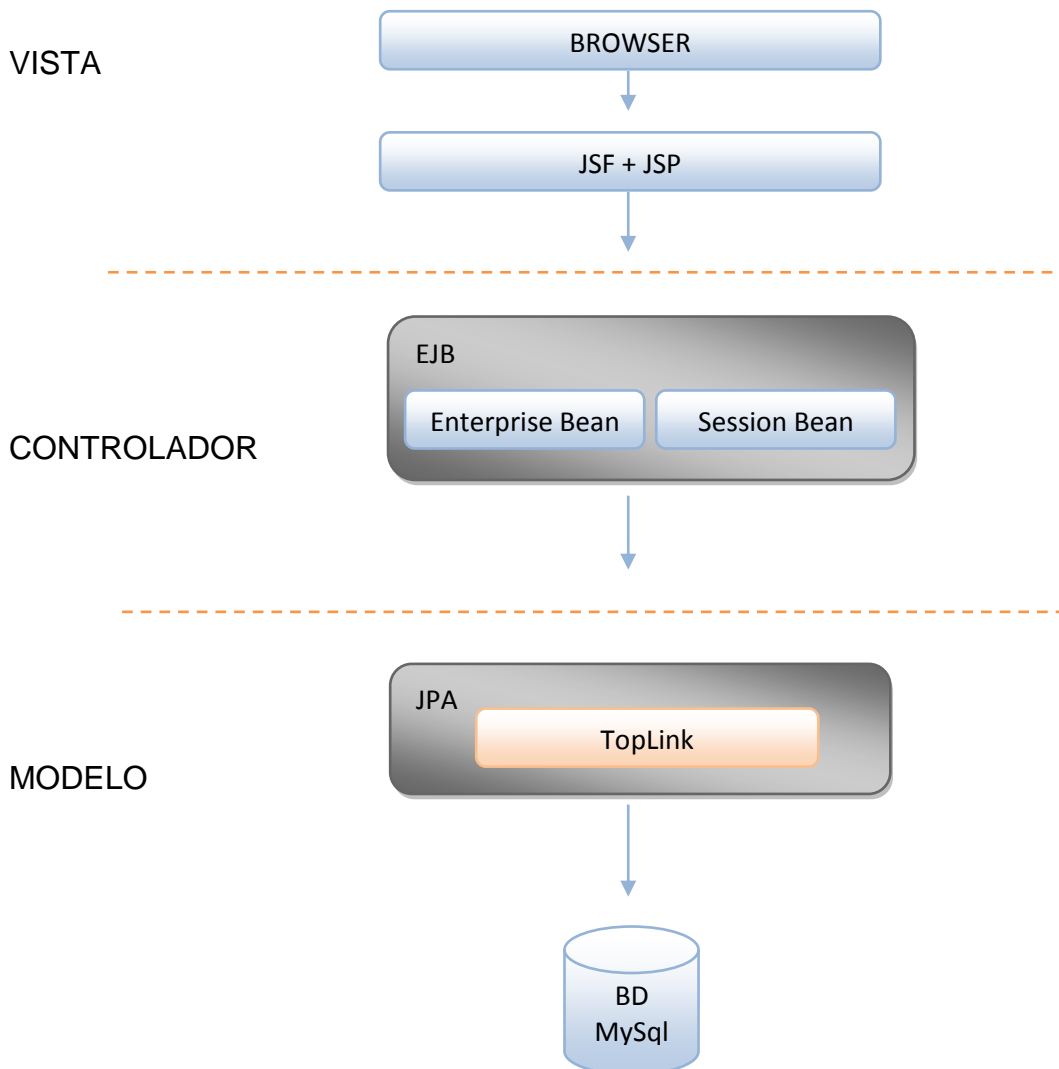 VISTA
BROWSER
JSF + JSP
CONTROLADOR
EJB
Enterprise Bean
Session Bean
MODELO
JPA
TopLink
BD
MySql